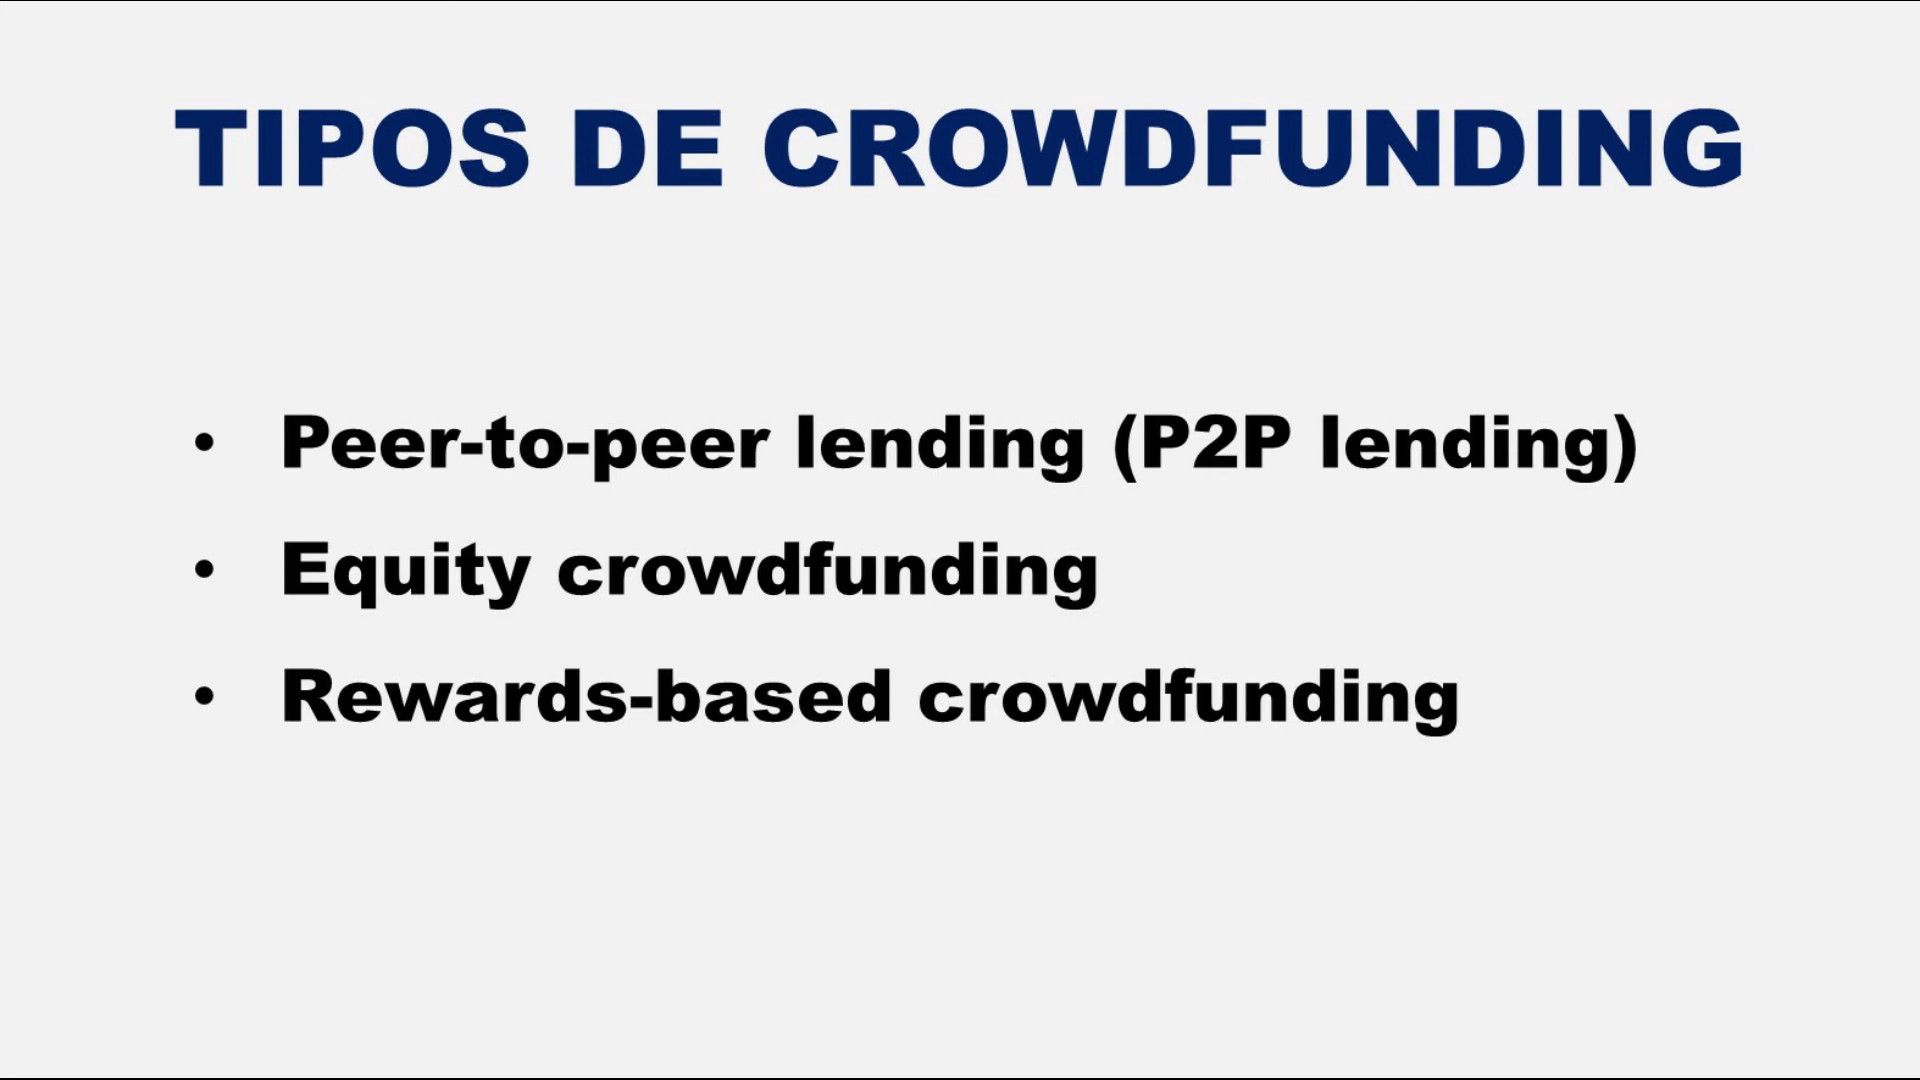 TIPOS DE CROWDFUNDING
• Peer-to-peer lending (P2P lending)
• Equity crowdfunding
• Rewards-based crowdfunding